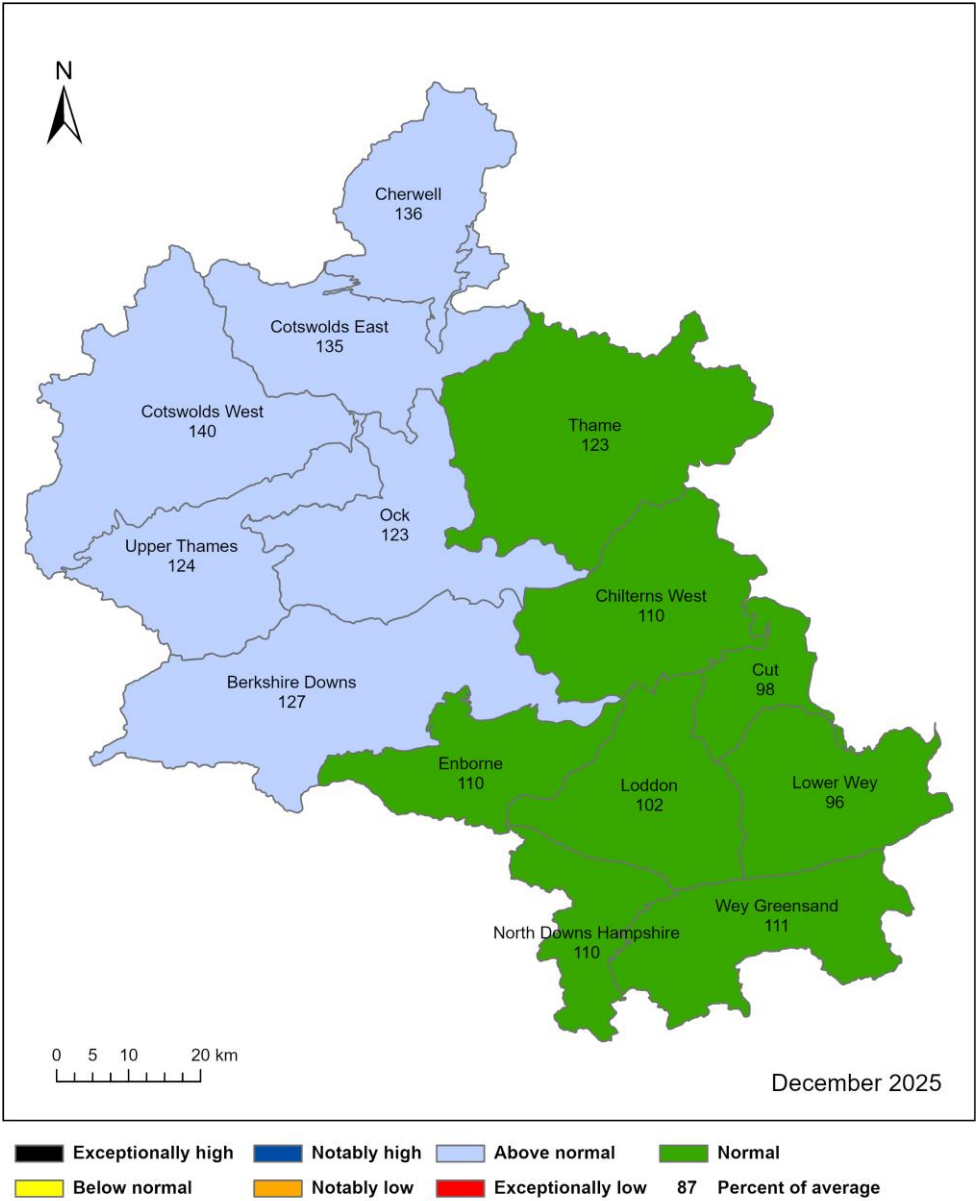 N
Cherwell
136
Cotswolds East
135
Cotswolds West
140
Thame
123
Ock
123
Upper Thames
124
Chilterns West
110
Cut
98
Berkshire Downs
127
Enborne
110
Loddon
102
Lower Wey
96
Wey Greensand
111
North Downs Hampshire
110
0 5 10 20 km
December 2025
Exceptionally high Notably high Above normal Normal
Below normal Notably low Exceptionally low 87 Percent of average